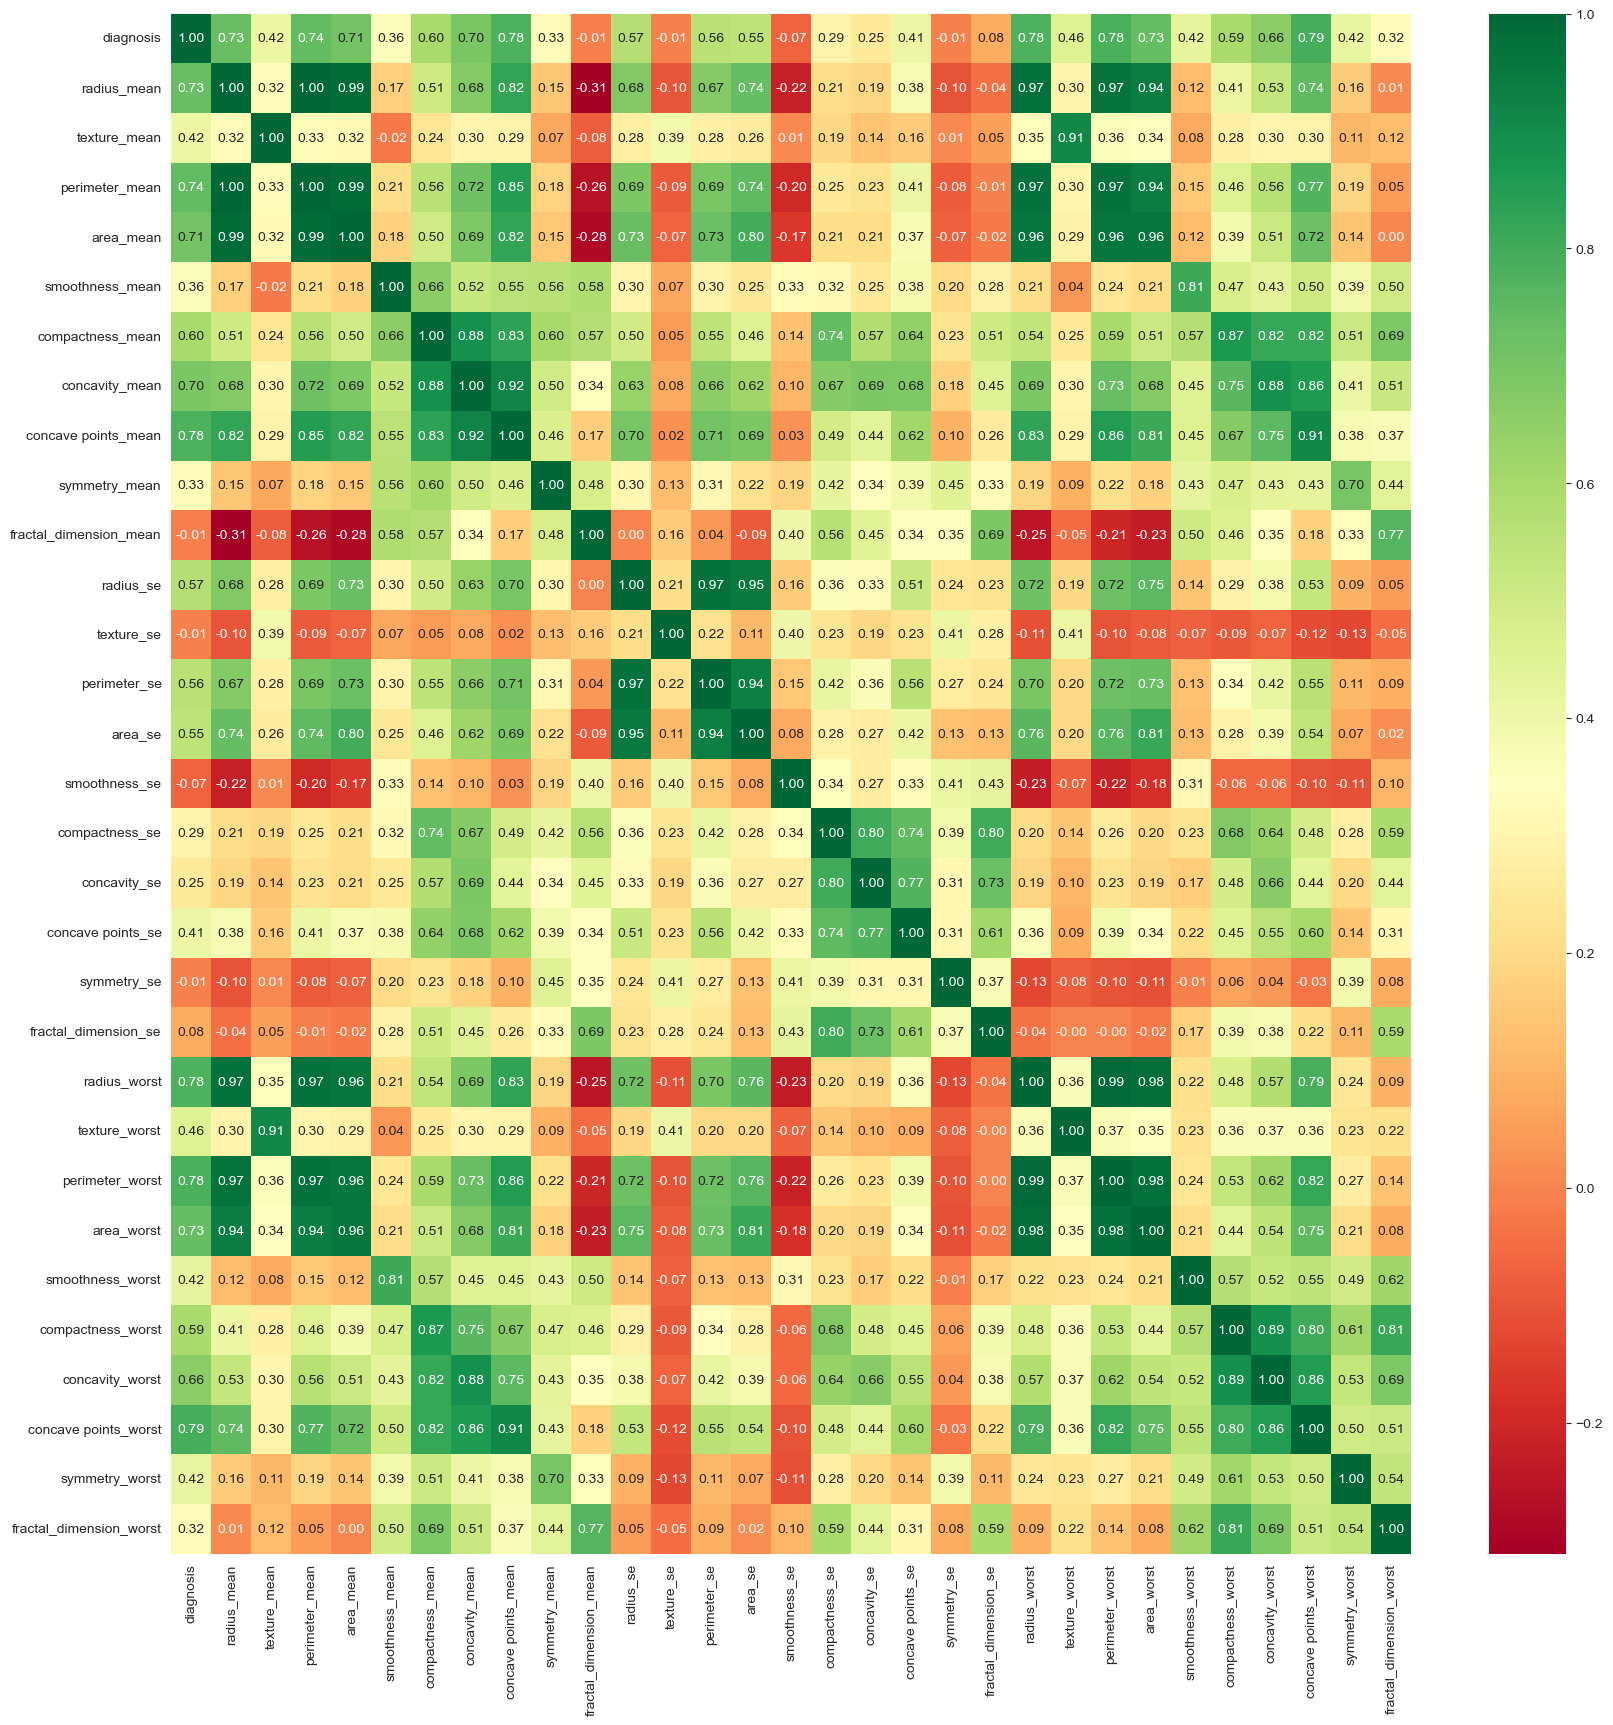 diagnosis 1.00 0.73 0.42 0.74 0.71 0.36 0.60 0.70 0.78 0.33 -0.01 0.57 -0.01 0.56 0.55 -0.07 0.29 0.25 0.41 -0.01 0.08 0.78 0.46 0.78 0.73 0.42 0.59 0.66 0.79 0.42 0.32
radius_mean 0.73 1.00 0.32 1.00 0.99 0.17 0.51 0.68 0.82 0.15 -0.31 0.68 -0.10 0.67 0.74 -0.22 0.21 0.19 0.38 -0.10 -0.04 0.97 0.30 0.97 0.94 0.12 0.41 0.53 0.74 0.16 0.01
texture_mean 0.42 0.32 1.00 0.33 0.32 -0.02 0.24 0.30 0.29 0.07 -0.08 0.28 0.39 0.28 0.26 0.01 0.19 0.14 0.16 0.01 0.05 0.35 0.91 0.36 0.34 0.08 0.28 0.30 0.30 0.11 0.12
perimeter_mean 0.74 1.00 0.33 1.00 0.99 0.21 0.56 0.72 0.85 0.18 -0.26 0.69 -0.09 0.69 0.74 -0.20 0.25 0.23 0.41 -0.08 -0.01 0.97 0.30 0.97 0.94 0.15 0.46 0.56 0.77 0.19 0.05
area_mean 0.71 0.99 0.32 0.99 1.00 0.18 0.50 0.69 0.82 0.15 -0.28 0.73 -0.07 0.73 0.80 -0.17 0.21 0.21 0.37 -0.07 -0.02 0.96 0.29 0.96 0.96 0.12 0.39 0.51 0.72 0.14 0.00
smoothness_mean 0.36 0.17 -0.02 0.21 0.18 1.00 0.66 0.52 0.55 0.56 0.58 0.30 0.07 0.30 0.25 0.33 0.32 0.25 0.38 0.20 0.28 0.21 0.04 0.24 0.21 0.81 0.47 0.43 0.50 0.39 0.50
compactness_mean 0.60 0.51 0.24 0.56 0.50 0.66 1.00 0.88 0.83 0.60 0.57 0.50 0.05 0.55 0.46 0.14 0.74 0.57 0.64 0.23 0.51 0.54 0.25 0.59 0.51 0.57 0.87 0.82 0.82 0.51 0.69
concavity_mean 0.70 0.68 0.30 0.72 0.69 0.52 0.88 1.00 0.92 0.50 0.34 0.63 0.08 0.66 0.62 0.10 0.67 0.69 0.68 0.18 0.45 0.69 0.30 0.73 0.68 0.45 0.75 0.88 0.86 0.41 0.51
concave points_mean 0.78 0.82 0.29 0.85 0.82 0.55 0.83 0.92 1.00 0.46 0.17 0.70 0.02 0.71 0.69 0.03 0.49 0.44 0.62 0.10 0.26 0.83 0.29 0.86 0.81 0.45 0.67 0.75 0.91 0.38 0.37
symmetry_mean 0.33 0.15 0.07 0.18 0.15 0.56 0.60 0.50 0.46 1.00 0.48 0.30 0.13 0.31 0.22 0.19 0.42 0.34 0.39 0.45 0.33 0.19 0.09 0.22 0.18 0.43 0.47 0.43 0.43 0.70 0.44
fractal_dimension_mean -0.01 -0.31 -0.08 -0.26 -0.28 0.58 0.57 0.34 0.17 0.48 1.00 0.00 0.16 0.04 -0.09 0.40 0.56 0.45 0.34 0.35 0.69 -0.25 -0.05 -0.21 -0.23 0.50 0.46 0.35 0.18 0.33 0.77
radius_se 0.57 0.68 0.28 0.69 0.73 0.30 0.50 0.63 0.70 0.30 0.00 1.00 0.21 0.97 0.95 0.16 0.36 0.33 0.51 0.24 0.23 0.72 0.19 0.72 0.75 0.14 0.29 0.38 0.53 0.09 0.05
texture_se -0.01 -0.10 0.39 -0.09 -0.07 0.07 0.05 0.08 0.02 0.13 0.16 0.21 1.00 0.22 0.11 0.40 0.23 0.19 0.23 0.41 0.28 -0.11 0.41 -0.10 -0.08 -0.07 -0.09 -0.07 -0.12 -0.13 -0.05
perimeter_se 0.56 0.67 0.28 0.69 0.73 0.30 0.55 0.66 0.71 0.31 0.04 0.97 0.22 1.00 0.94 0.15 0.42 0.36 0.56 0.27 0.24 0.70 0.20 0.72 0.73 0.13 0.34 0.42 0.55 0.11 0.09
area_se 0.55 0.74 0.26 0.74 0.80 0.25 0.46 0.62 0.69 0.22 -0.09 0.95 0.11 0.94 1.00 0.08 0.28 0.27 0.42 0.13 0.13 0.76 0.20 0.76 0.81 0.13 0.28 0.39 0.54 0.07 0.02
smoothness_se -0.07 -0.22 0.01 -0.20 -0.17 0.33 0.14 0.10 0.03 0.19 0.40 0.16 0.40 0.15 0.08 1.00 0.34 0.27 0.33 0.41 0.43 -0.23 -0.07 -0.22 -0.18 0.31 -0.06 -0.06 -0.10 -0.11 0.10
compactness_se 0.29 0.21 0.19 0.25 0.21 0.32 0.74 0.67 0.49 0.42 0.56 0.36 0.23 0.42 0.28 0.34 1.00 0.80 0.74 0.39 0.80 0.20 0.14 0.26 0.20 0.23 0.68 0.64 0.48 0.28 0.59
concavity_se 0.25 0.19 0.14 0.23 0.21 0.25 0.57 0.69 0.44 0.34 0.45 0.33 0.19 0.36 0.27 0.27 0.80 1.00 0.77 0.31 0.73 0.19 0.10 0.23 0.19 0.17 0.48 0.66 0.44 0.20 0.44
concave points_se 0.41 0.38 0.16 0.41 0.37 0.38 0.64 0.68 0.62 0.39 0.34 0.51 0.23 0.56 0.42 0.33 0.74 0.77 1.00 0.31 0.61 0.36 0.09 0.39 0.34 0.22 0.45 0.55 0.60 0.14 0.31
symmetry_se -0.01 -0.10 0.01 -0.08 -0.07 0.20 0.23 0.18 0.10 0.45 0.35 0.24 0.41 0.27 0.13 0.41 0.39 0.31 0.31 1.00 0.37 -0.13 -0.08 -0.10 -0.11 -0.01 0.06 0.04 -0.03 0.39 0.08
fractal_dimension_se 0.08 -0.04 0.05 -0.01 -0.02 0.28 0.51 0.45 0.26 0.33 0.69 0.23 0.28 0.24 0.13 0.43 0.80 0.73 0.61 0.37 1.00 -0.04 -0.00 -0.00 -0.02 0.17 0.39 0.38 0.22 0.11 0.59
radius_worst 0.78 0.97 0.35 0.97 0.96 0.21 0.54 0.69 0.83 0.19 -0.25 0.72 -0.11 0.70 0.76 -0.23 0.20 0.19 0.36 -0.13 -0.04 1.00 0.36 0.99 0.98 0.22 0.48 0.57 0.79 0.24 0.09
texture_worst 0.46 0.30 0.91 0.30 0.29 0.04 0.25 0.30 0.29 0.09 -0.05 0.19 0.41 0.20 0.20 -0.07 0.14 0.10 0.09 -0.08 -0.00 0.36 1.00 0.37 0.35 0.23 0.36 0.37 0.36 0.23 0.22
perimeter_worst 0.78 0.97 0.36 0.97 0.96 0.24 0.59 0.73 0.86 0.22 -0.21 0.72 -0.10 0.72 0.76 -0.22 0.26 0.23 0.39 -0.10 -0.00 0.99 0.37 1.00 0.98 0.24 0.53 0.62 0.82 0.27 0.14
area_worst 0.73 0.94 0.34 0.94 0.96 0.21 0.51 0.68 0.81 0.18 -0.23 0.75 -0.08 0.73 0.81 -0.18 0.20 0.19 0.34 -0.11 -0.02 0.98 0.35 0.98 1.00 0.21 0.44 0.54 0.75 0.21 0.08
smoothness_worst 0.42 0.12 0.08 0.15 0.12 0.81 0.57 0.45 0.45 0.43 0.50 0.14 -0.07 0.13 0.13 0.31 0.23 0.17 0.22 -0.01 0.17 0.22 0.23 0.24 0.21 1.00 0.57 0.52 0.55 0.49 0.62
compactness_worst 0.59 0.41 0.28 0.46 0.39 0.47 0.87 0.75 0.67 0.47 0.46 0.29 -0.09 0.34 0.28 -0.06 0.68 0.48 0.45 0.06 0.39 0.48 0.36 0.53 0.44 0.57 1.00 0.89 0.80 0.61 0.81
concavity_worst 0.66 0.53 0.30 0.56 0.51 0.43 0.82 0.88 0.75 0.43 0.35 0.38 -0.07 0.42 0.39 -0.06 0.64 0.66 0.55 0.04 0.38 0.57 0.37 0.62 0.54 0.52 0.89 1.00 0.86 0.53 0.69
concave points_worst 0.79 0.74 0.30 0.77 0.72 0.50 0.82 0.86 0.91 0.43 0.18 0.53 -0.12 0.55 0.54 -0.10 0.48 0.44 0.60 -0.03 0.22 0.79 0.36 0.82 0.75 0.55 0.80 0.86 1.00 0.50 0.51
symmetry_worst 0.42 0.16 0.11 0.19 0.14 0.39 0.51 0.41 0.38 0.70 0.33 0.09 -0.13 0.11 0.07 -0.11 0.28 0.20 0.14 0.39 0.11 0.24 0.23 0.27 0.21 0.49 0.61 0.53 0.50 1.00 0.54
fractal_dimension_worst 0.32 0.01 0.12 0.05 0.00 0.50 0.69 0.51 0.37 0.44 0.77 0.05 -0.05 0.09 0.02 0.10 0.59 0.44 0.31 0.08 0.59 0.09 0.22 0.14 0.08 0.62 0.81 0.69 0.51 0.54 1.00
diagnosis
radius_mean
texture_mean
perimeter_mean
area_mean
smoothness_mean
compactness_mean
concavity_mean
concave points_mean
symmetry_mean
fractal_dimension_mean
radius_se
texture_se
perimeter_se
area_se
smoothness_se
compactness_se
concavity_se
concave points_se
symmetry_se
fractal_dimension_se
radius_worst
texture_worst
perimeter_worst
area_worst
smoothness_worst
compactness_worst
concavity_worst
concave points_worst
symmetry_worst
fractal_dimension_worst
1.0
0.8
0.6
0.4
0.2
0.0
−0.2